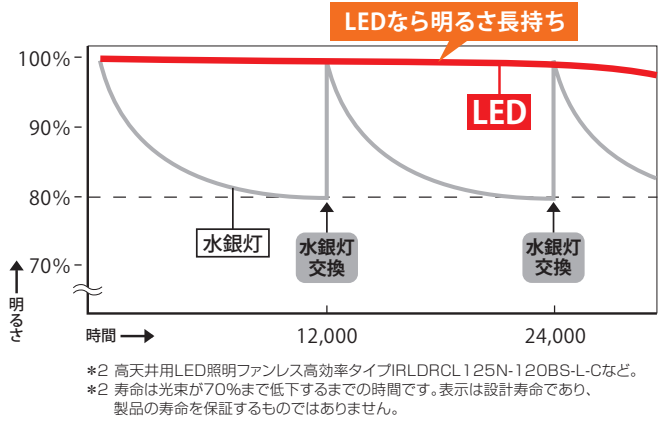 LEDなら明るさ長持ち
100%
90%
80%
70%
LED
水銀灯
水銀灯
交換
水銀灯
交換
明るさ
時間
12,000
24,000
*2 高天井用LED照明ファンレス高効率タイプIRLDRCL125N-120BS-L-Cなど。
*2 寿命は光束が70%まで低下するまでの時間です。表示は設計寿命であり、
製品の寿命を保証するものではありません。